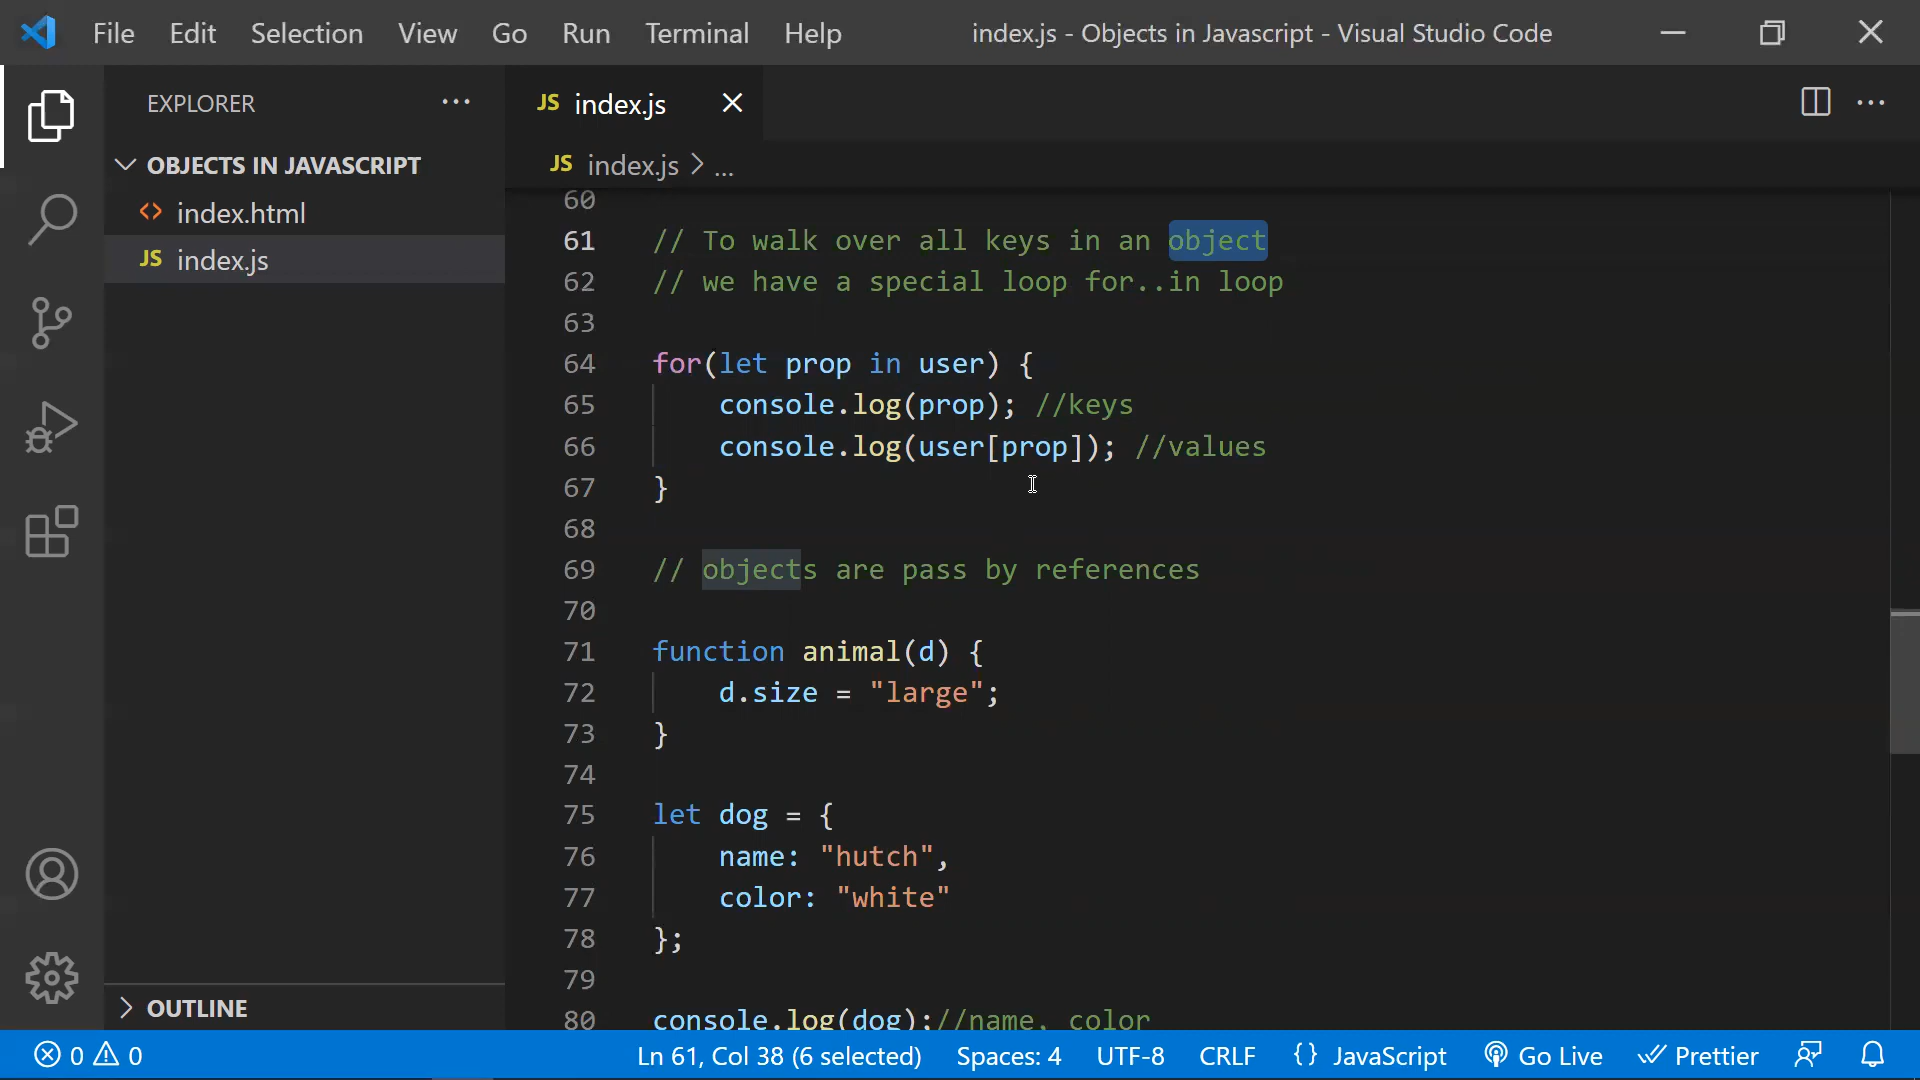 File Edit Selection View Go Run Terminal Help index.js - Objects in Javascript - Visual Studio Code
EXPLORER ...
OBJECTS IN JAVASCRIPT
<> index.html
JS index.js
OUTLINE
JS index.js
JS index.js > ...
60
61 // To walk over all keys in an object
62 // we have a special loop for..in loop
63
64 for(let prop in user) {
65 console.log(prop); //keys
66 console.log(user[prop]); //values
67 }
68
69 // objects are pass by references
70
71 function animal(d) {
72 d.size = "large";
73 }
74
75 let dog = {
76 name: "hutch",
77 color: "white"
78 };
79
80 console.log(dog);//name, color
0 0 Ln 61, Col 38 (6 selected) Spaces: 4 UTF-8 CRLF {} JavaScript Go Live Prettier